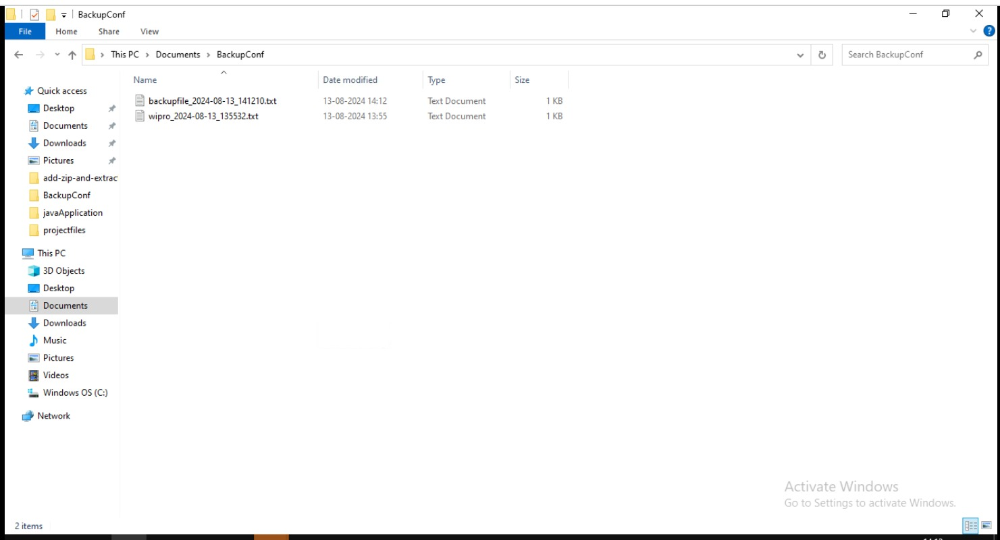 BackupConf
File Home Share View
This PC > Documents > BackupConf
Search BackupConf
Name Date modified Type Size
backupfile_2024-08-13_141210.txt 13-08-2024 14:12 Text Document 1 KB
wipro_2024-08-13_135532.txt 13-08-2024 13:55 Text Document 1 KB
Quick access
Desktop
Documents
Downloads
Pictures
add-zip-and-extrac
BackupConf
javaApplication
projectfiles
This PC
3D Objects
Desktop
Documents
Downloads
Music
Pictures
Videos
Windows OS (C:)
Network
Activate Windows
Go to Settings to activate Windows.
2 items